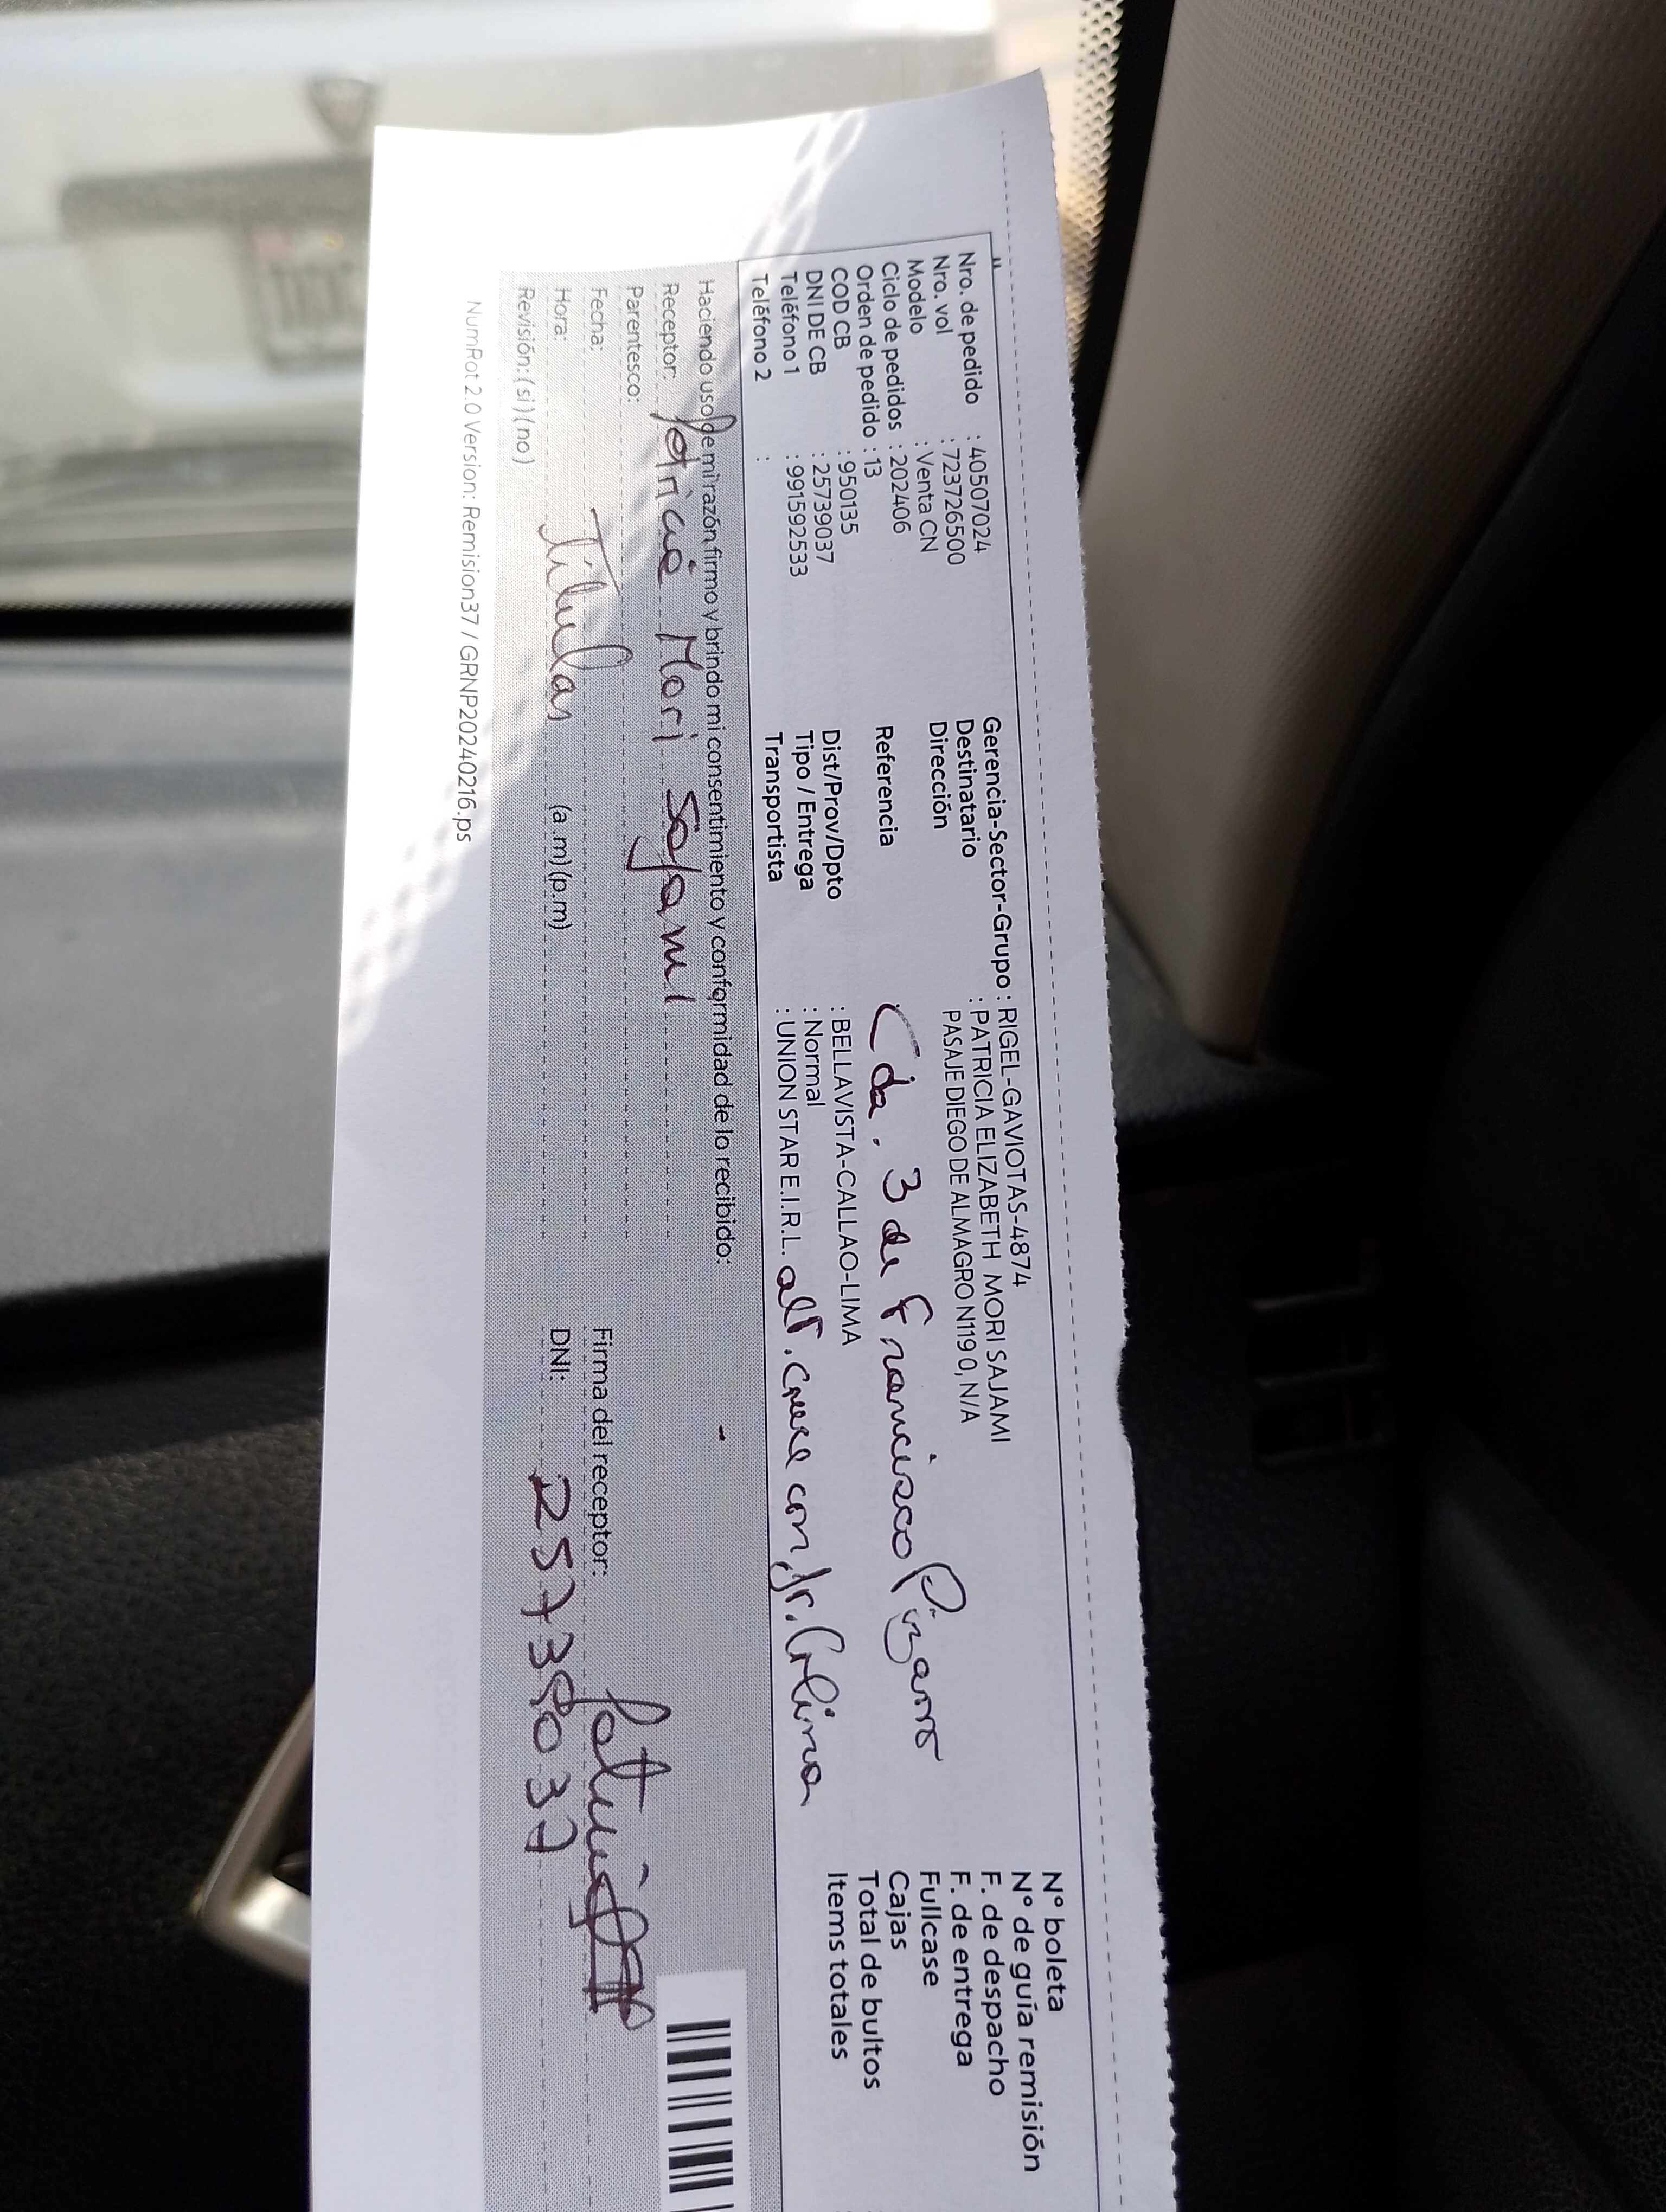 Nro. de pedido : 40507024
Nro. vol : 723726500
Modelo : Venta CN
Ciclo de pedidos : 202406
Orden de pedido : 13
COD CB : 950135
DNI DE CB : 25739037
Teléfono 1 : 991592533
Teléfono 2 :
Gerencia-Sector-Grupo : RIGEL-GAVIOTAS-4874
Destinatario : PATRICIA ELIZABETH MORI SAJAMI
Dirección PASAJE DIEGO DE ALMAGRO N119 0, N/A
Referencia Cda. 3 de Francisco Pizarro
Dist/Prov/Dpto : BELLAVISTA-CALLAO-LIMA
Tipo / Entrega : Normal
Transportista : UNION STAR E.I.R.L. alt. cruce con Jr. Colina
N° boleta
N° de guía remisión
F. de despacho
F. de entrega
Fullcase
Cajas
Total de bultos
Items totales
Haciendo uso de mi razón firmo y brindo mi consentimiento y conformidad de lo recibido:
Receptor: Patricia Mori Sajami
Parentesco:
Fecha: Titular
Hora: (a.m)(p.m)
Revisión: (si) (no)
Firma del receptor:
DNI: 25739037
NumRot 2.0 Version: Remision37 / GRNP20240216.ps